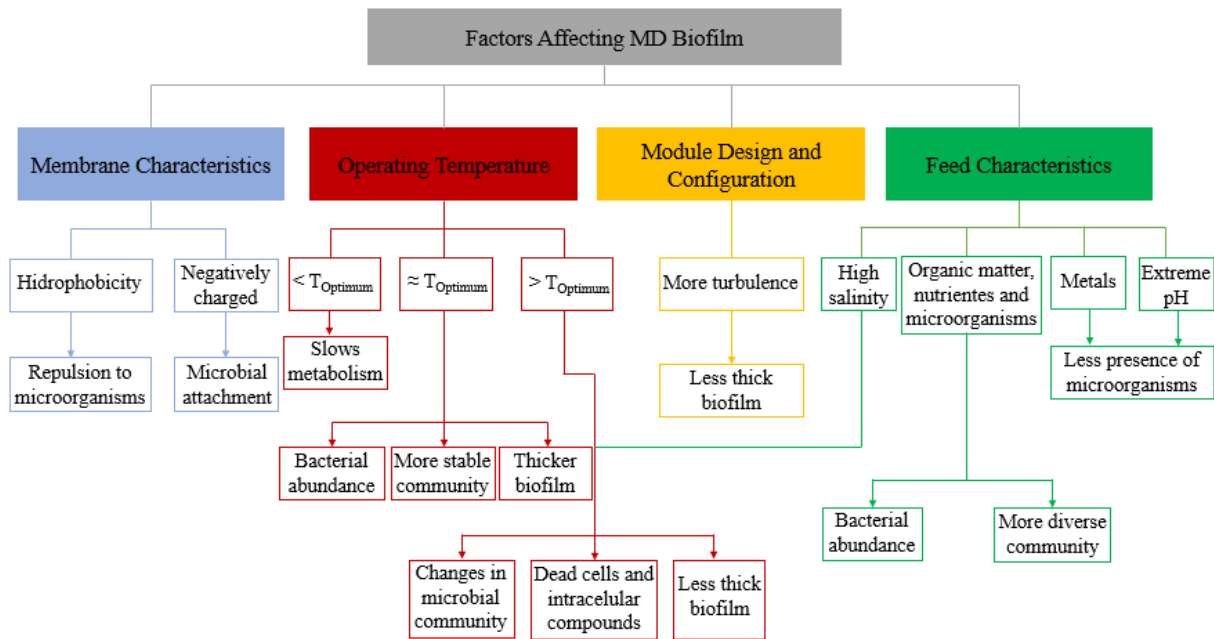 Factors Affecting MD Biofilm
Membrane Characteristics
Operating Temperature
Module Design and
Configuration
Feed Characteristics
Hidrophobicity
Negatively
charged
< TOptimum
≈ TOptimum
> TOptimum
More turbulence
High
salinity
Organic matter,
nutrientes and
microorganisms
Metals
Extreme
pH
Repulsion to
microorganisms
Microbial
attachment
Slows
metabolism
Less thick
biofilm
Less presence of
microorganisms
Bacterial
abundance
More stable
community
Thicker
biofilm
Bacterial
abundance
More diverse
community
Changes in
microbial
community
Dead cells and
intracelular
compounds
Less thick
biofilm